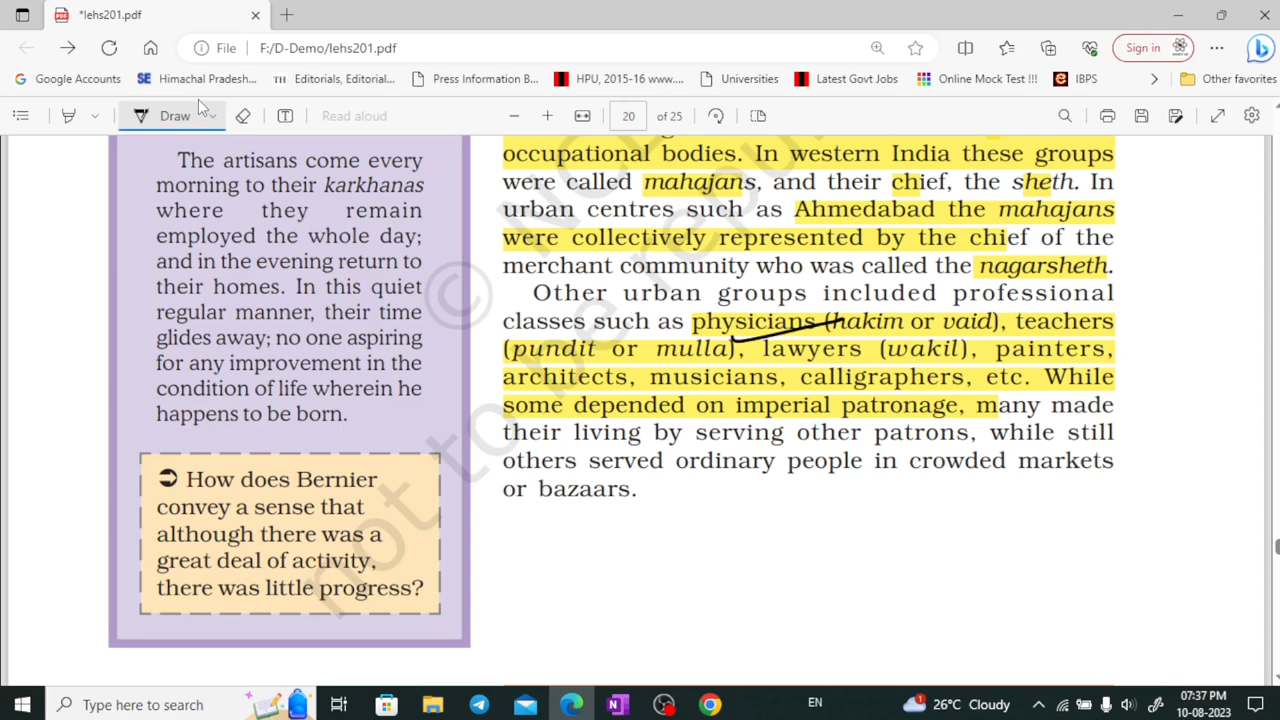 *lehs201.pdf
File F:/D-Demo/lehs201.pdf Sign in
Google Accounts SE Himachal Pradesh... TH Editorials, Editorial... Press Information B... HPU, 2015-16 www.... Universities Latest Govt Jobs Online Mock Test !!! IBPS Other favorites
Draw Read aloud 20 of 25
The artisans come every
morning to their karkhanas
where they remain
employed the whole day;
and in the evening return to
their homes. In this quiet
regular manner, their time
glides away; no one aspiring
for any improvement in the
condition of life wherein he
happens to be born.
➲ How does Bernier
convey a sense that
although there was a
great deal of activity,
there was little progress?
occupational bodies. In western India these groups
were called mahajans, and their chief, the sheth. In
urban centres such as Ahmedabad the mahajans
were collectively represented by the chief of the
merchant community who was called the nagarsheth.
Other urban groups included professional
classes such as physicians (hakim or vaid), teachers
(pundit or mulla), lawyers (wakil), painters,
architects, musicians, calligraphers, etc. While
some depended on imperial patronage, many made
their living by serving other patrons, while still
others served ordinary people in crowded markets
or bazaars.
© NC
not to be republ
Type here to search EN 26°C Cloudy 07:37 PM
10-08-2023